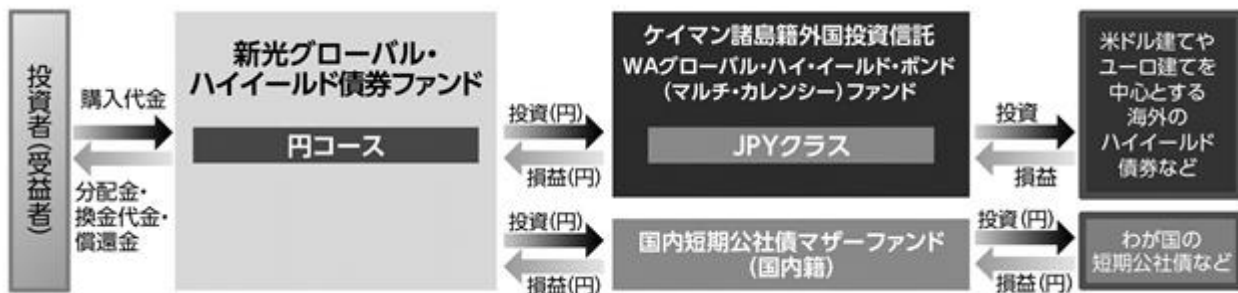 投資者(受益者)
購入代金
分配金・
換金代金・
償還金
新光グローバル・
ハイイールド債券ファンド
円コース
投資(円)
損益(円)
投資(円)
損益(円)
ケイマン諸島籍外国投資信託
WAグローバル・ハイ・イールド・ボンド
(マルチ・カレンシー)ファンド
JPYクラス
国内短期公社債マザーファンド
(国内籍)
投資
損益
投資(円)
損益(円)
米ドル建てや
ユーロ建てを
中心とする
海外の
ハイイールド
債券など
わが国の
短期公社債など